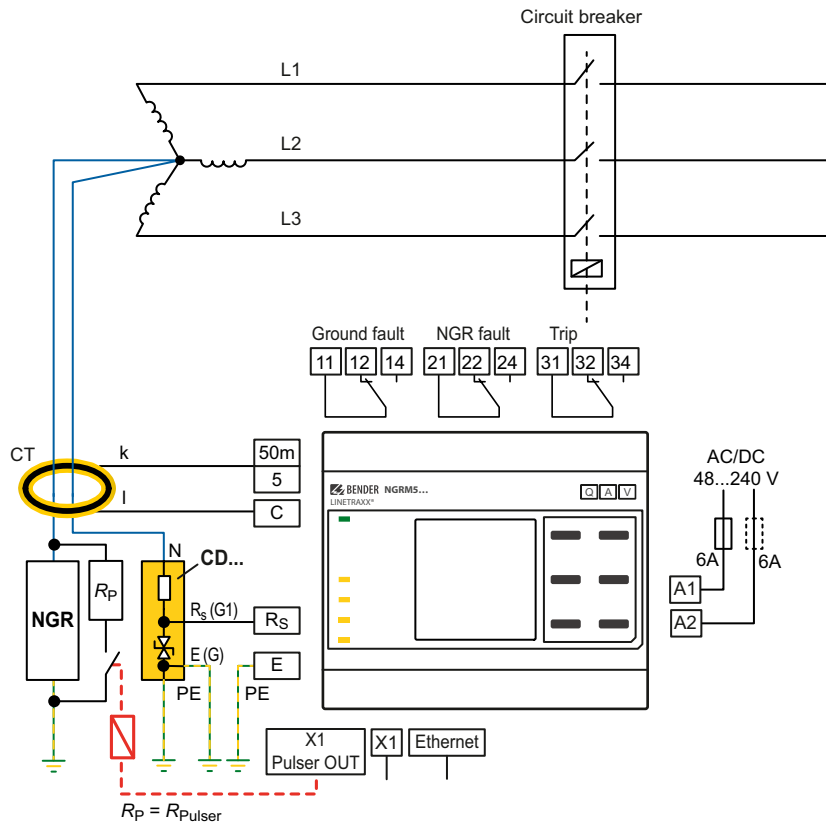 Circuit breaker
L1
L2
L3
Ground fault
NGR fault
Trip
11 12 14
21 22 24
31 32 34
CT
k
50m
5
l
C
BENDER NGRM5...
LINETRAXX®
Q A V
AC/DC
48...240 V
6A
6A
A1
A2
N
CD...
NGR
RP
Rs (G1)
RS
E (G)
E
PE
PE
X1
Pulser OUT
X1
Ethernet
RP = RPulser